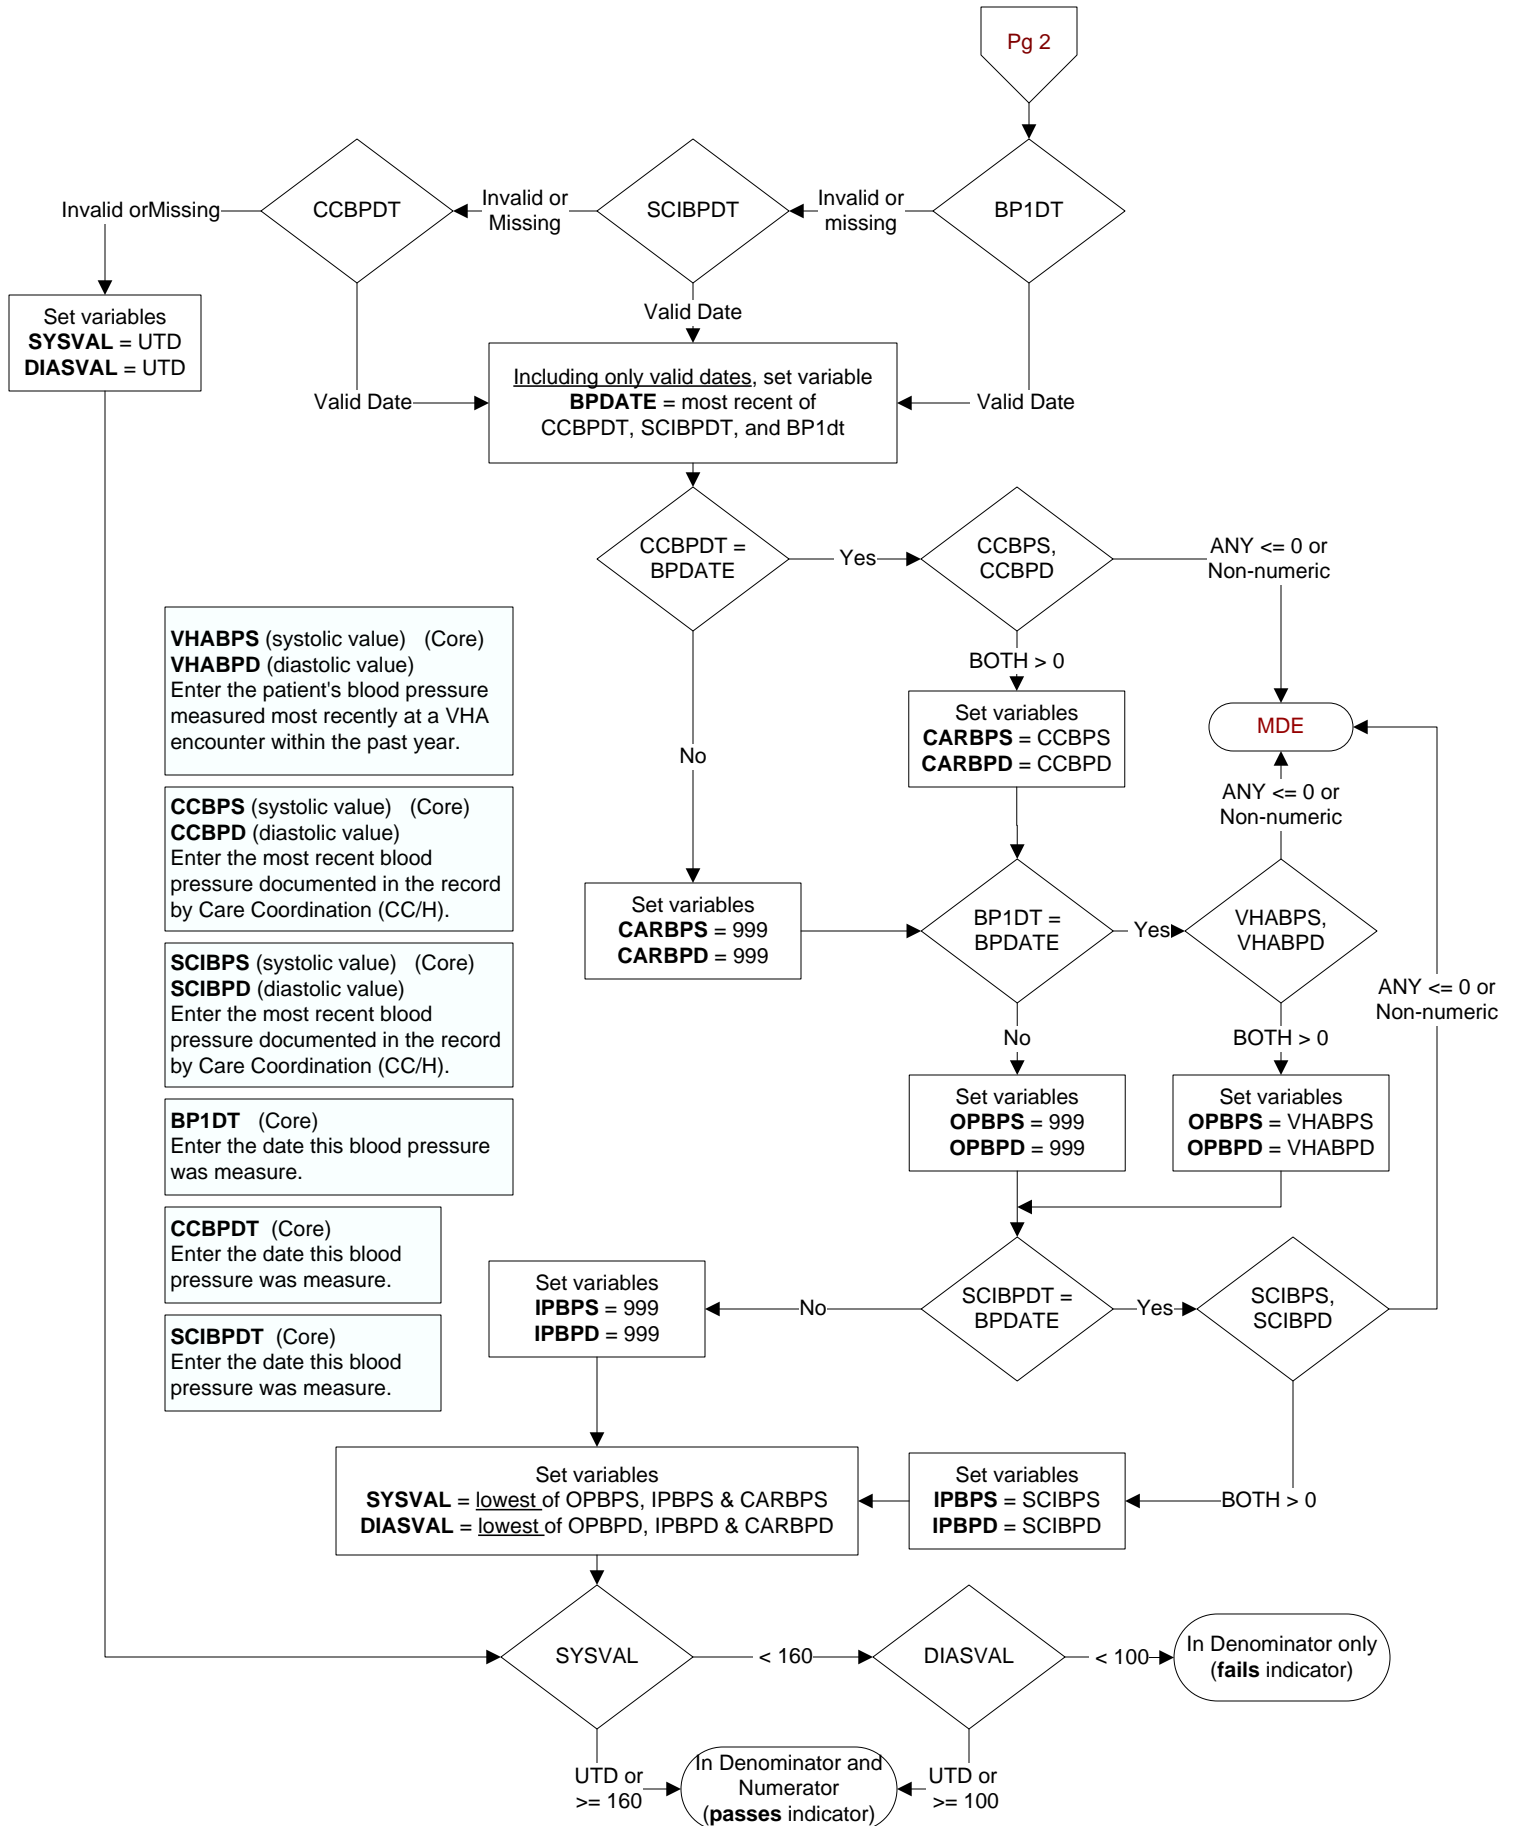 Pg 2
CCBPDT
SCIBPDT
BP1DT
Invalid orMissing
Invalid or
Missing
Invalid or
missing
Set variables
SYSVAL = UTD
DIASVAL = UTD
Valid Date
Including only valid dates, set variable
BPDATE = most recent of
CCBPDT, SCIBPDT, and BP1dt
Valid Date
Valid Date
CCBPDT =
BPDATE
Yes
CCBPS,
CCBPD
ANY <= 0 or
Non-numeric
BOTH > 0
No
Set variables
CARBPS = CCBPS
CARBPD = CCBPD
MDE
VHABPS (systolic value) (Core)
VHABPD (diastolic value)
Enter the patient's blood pressure
measured most recently at a VHA
encounter within the past year.
CCBPS (systolic value) (Core)
CCBPD (diastolic value)
Enter the most recent blood
pressure documented in the record
by Care Coordination (CC/H).
SCIBPS (systolic value) (Core)
SCIBPD (diastolic value)
Enter the most recent blood
pressure documented in the record
by Care Coordination (CC/H).
BP1DT (Core)
Enter the date this blood pressure
was measure.
CCBPDT (Core)
Enter the date this blood
pressure was measure.
SCIBPDT (Core)
Enter the date this blood
pressure was measure.
ANY <= 0 or
Non-numeric
Set variables
CARBPS = 999
CARBPD = 999
BP1DT =
BPDATE
Yes
VHABPS,
VHABPD
ANY <= 0 or
Non-numeric
No
BOTH > 0
Set variables
OPBPS = 999
OPBPD = 999
Set variables
OPBPS = VHABPS
OPBPD = VHABPD
Set variables
IPBPS = 999
IPBPD = 999
No
SCIBPDT =
BPDATE
Yes
SCIBPS,
SCIBPD
Set variables
SYSVAL = lowest of OPBPS, IPBPS & CARBPS
DIASVAL = lowest of OPBPD, IPBPD & CARBPD
Set variables
IPBPS = SCIBPS
IPBPD = SCIBPD
BOTH > 0
SYSVAL
< 160
DIASVAL
< 100
In Denominator only
(fails indicator)
UTD or
>= 160
In Denominator and
Numerator
(passes indicator)
UTD or
>= 100